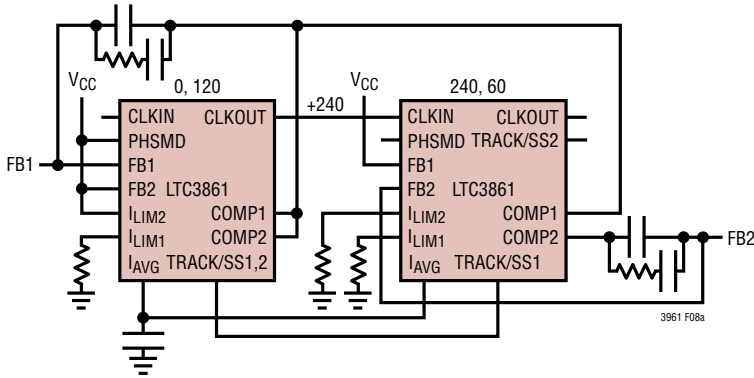 VCC
0, 120
CLKIN CLKOUT
PHSMD
FB1
FB1
FB2 LTC3861
ILIM2 COMP1
ILIM1 COMP2
IAVG TRACK/SS1,2
+240
VCC
240, 60
CLKIN CLKOUT
PHSMD TRACK/SS2
FB1
FB2 LTC3861
ILIM2 COMP1
ILIM1 COMP2
IAVG TRACK/SS1
FB2
3961 F08a